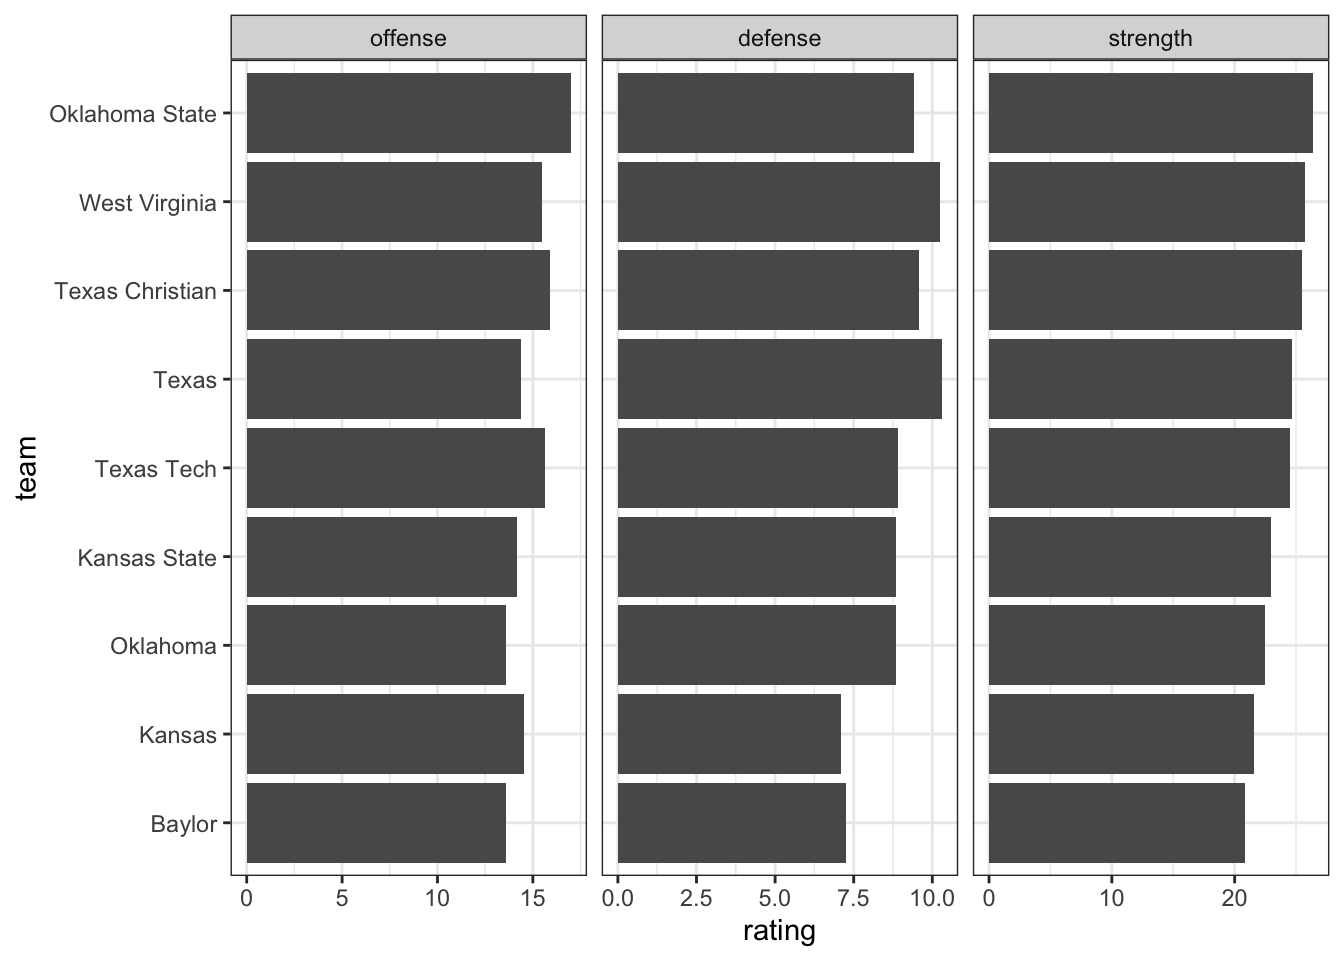 offense
defense
strength
Oklahoma State
West Virginia
Texas Christian
Texas
Texas Tech
Kansas State
Oklahoma
Kansas
Baylor
team
0 5 10 15
0.0 2.5 5.0 7.5 10.0
0 10 20
rating